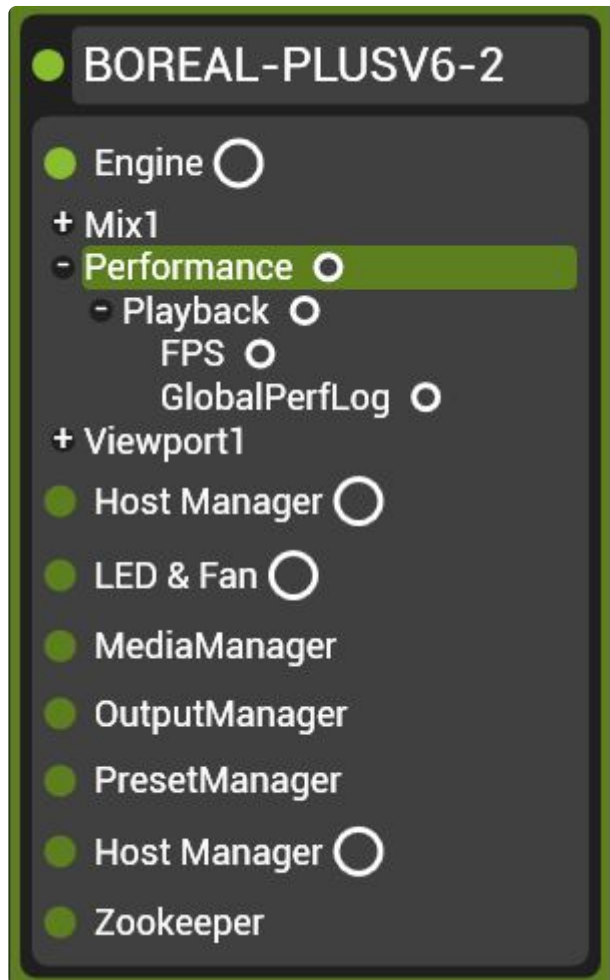 BOREAL-PLUSV6-2
Engine
+ Mix1
- Performance
- Playback
FPS
GlobalPerfLog
+ Viewport1
Host Manager
LED & Fan
MediaManager
OutputManager
PresetManager
Host Manager
Zookeeper